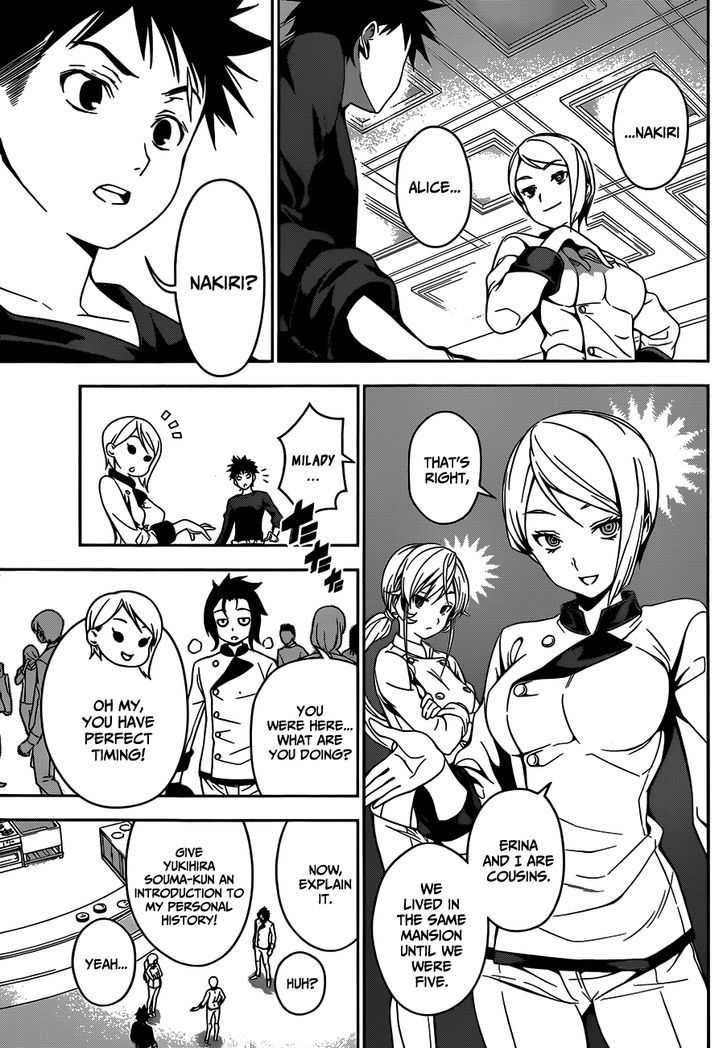 ...NAKIRI
ALICE...
NAKIRI?
THAT'S
RIGHT,
ERINA
AND I ARE
COUSINS.
WE
LIVED IN
THE SAME
MANSION
UNTIL WE
WERE
FIVE.
MILADY
...
YOU
WERE HERE...
WHAT ARE
YOU DOING?
OH MY,
YOU HAVE
PERFECT
TIMING!
NOW,
EXPLAIN
IT.
GIVE
YUKIHIRA
SOUMA-KUN AN
INTRODUCTION TO
MY PERSONAL
HISTORY!
HUH?
YEAH...